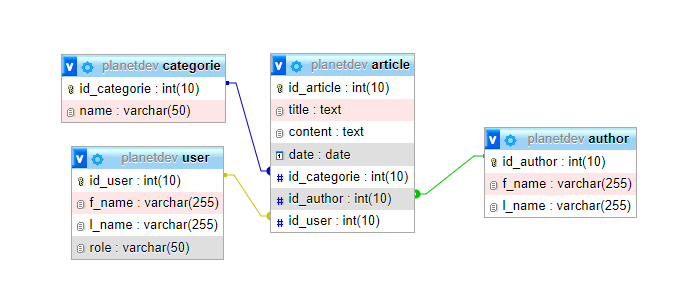 v planetdev categorie
id_categorie : int(10)
name : varchar(50)
v planetdev user
id_user : int(10)
f_name : varchar(255)
l_name : varchar(255)
role : varchar(50)
v planetdev article
id_article : int(10)
title : text
content : text
date : date
# id_categorie : int(10)
# id_author : int(10)
# id_user : int(10)
v planetdev author
id_author : int(10)
f_name : varchar(255)
l_name : varchar(255)